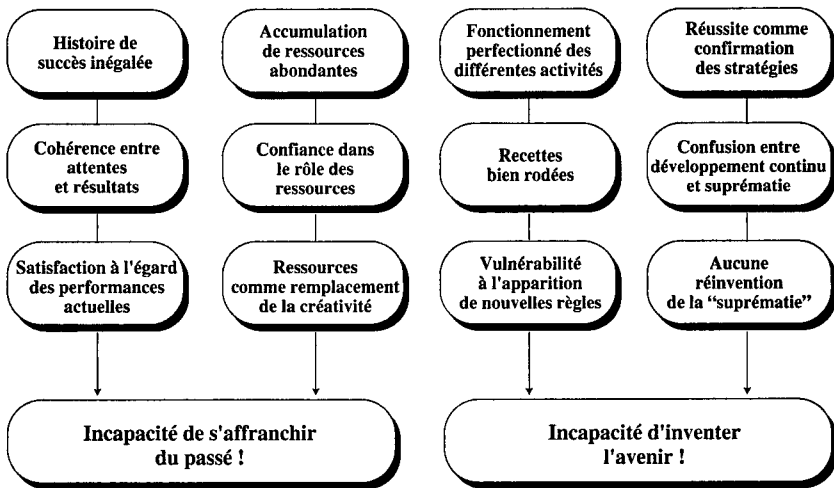 Histoire de
succès inégalée
Accumulation
de ressources
abondantes
Fonctionnement
perfectionné des
différentes activités
Réussite comme
confirmation
des stratégies
Cohérence entre
attentes
et résultats
Confiance dans
le rôle des
ressources
Recettes
bien rodées
Confusion entre
développement continu
et suprématie
Satisfaction à l'égard
des performances
actuelles
Ressources
comme remplacement
de la créativité
Vulnérabilité
à l'apparition
de nouvelles règles
Aucune
réinvention
de la “suprématie”
Incapacité de s'affranchir
du passé !
Incapacité d'inventer
l'avenir !